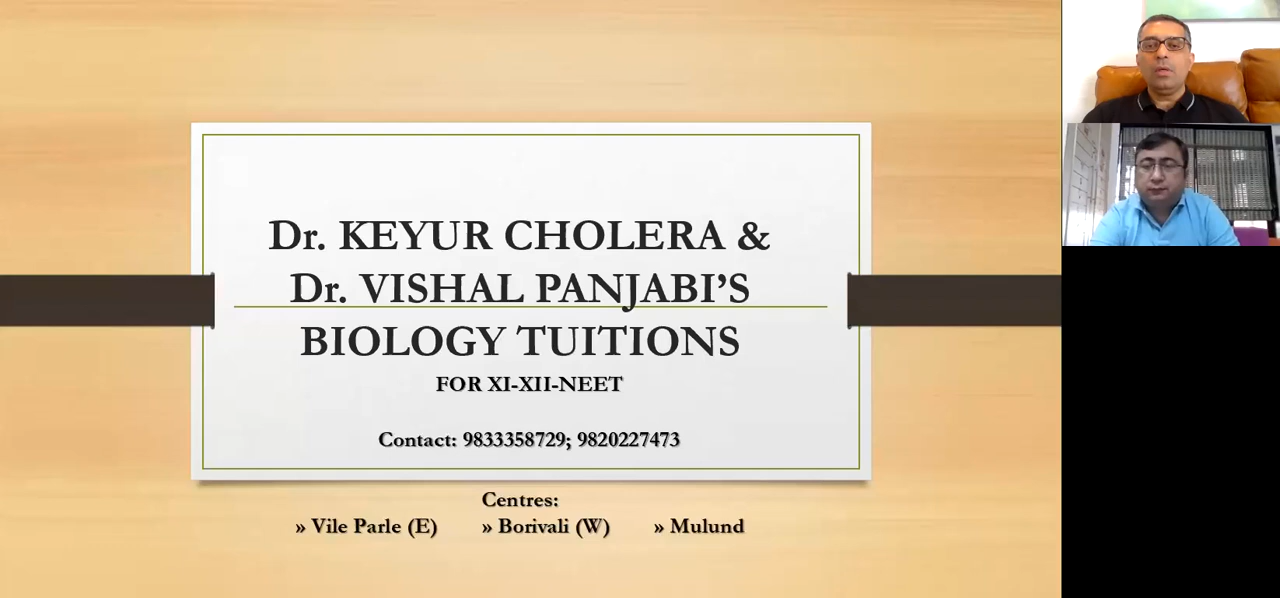 Dr. KEYUR CHOLERA &
Dr. VISHAL PANJABI’S
BIOLOGY TUITIONS
FOR XI-XII-NEET
Contact: 9833358729; 9820227473
Centres:
» Vile Parle (E) » Borivali (W) » Mulund